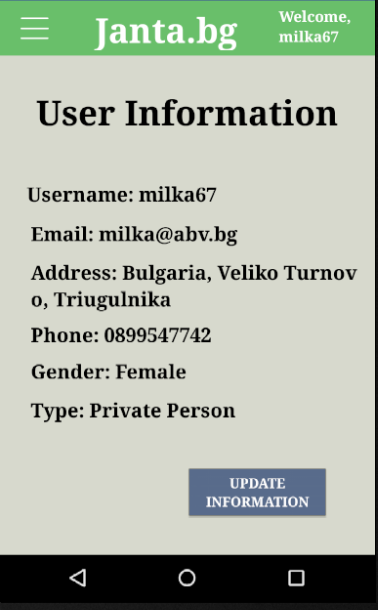 Janta.bg
Welcome,
milka67
User Information
Username: milka67
Email: milka@abv.bg
Address: Bulgaria, Veliko Turnov
o, Triugulnika
Phone: 0899547742
Gender: Female
Type: Private Person
UPDATE
INFORMATION